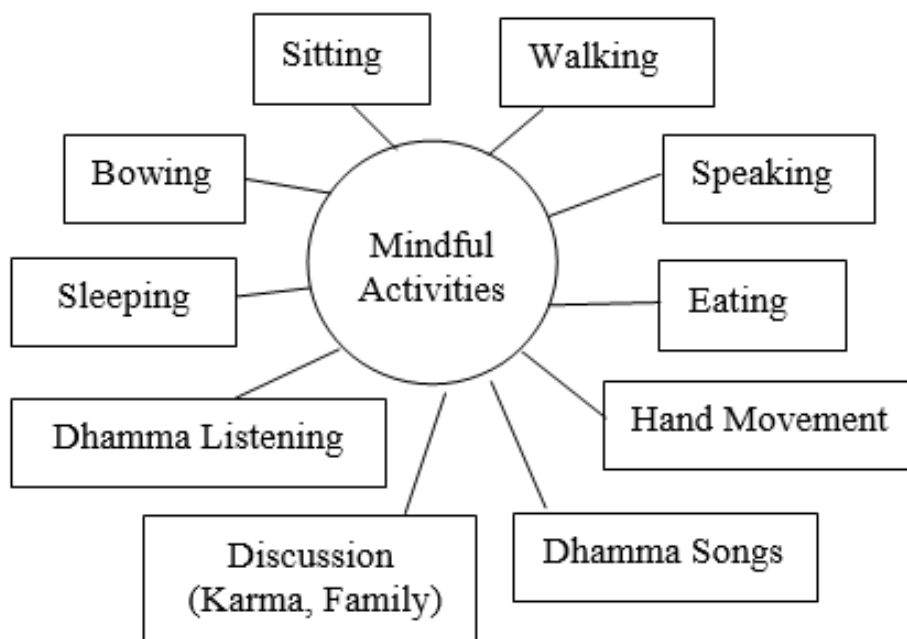 Sitting
Walking
Bowing
Speaking
Mindful
Activities
Sleeping
Eating
Dhamma Listening
Hand Movement
Discussion
(Karma, Family)
Dhamma Songs